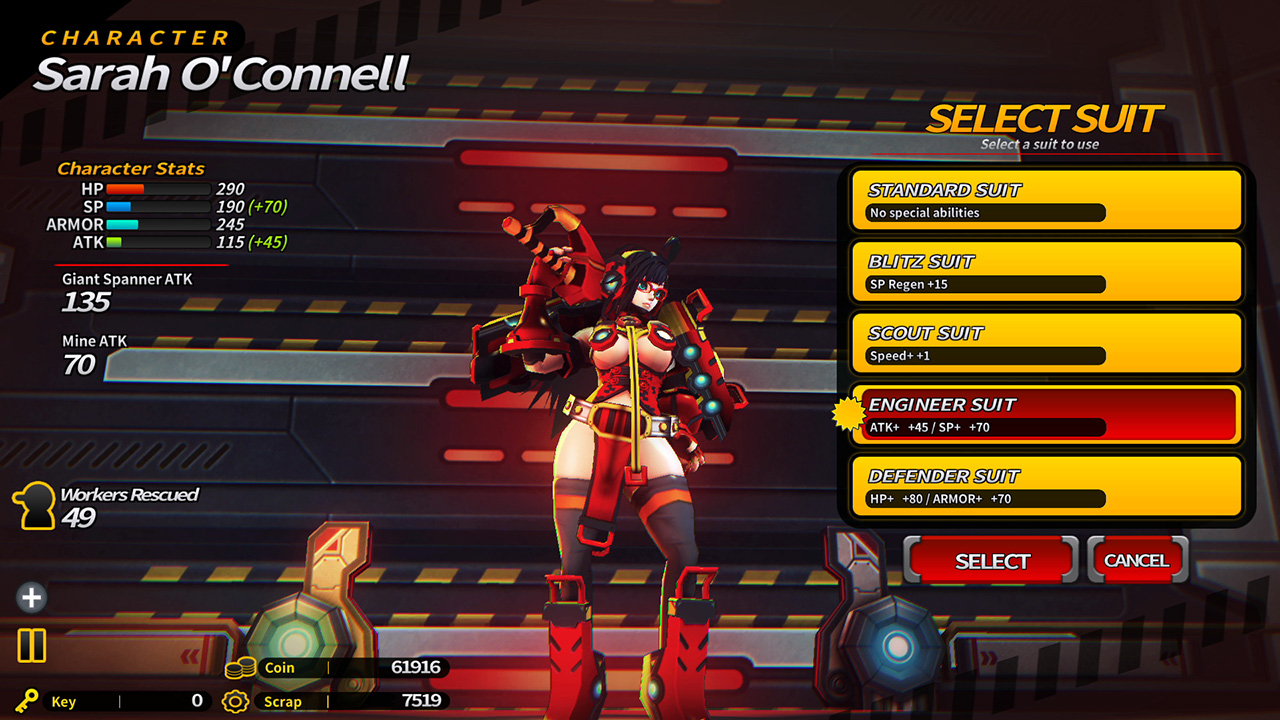 CHARACTER
Sarah O'Connell
SELECT SUIT
Select a suit to use
Character Stats
HP 290
SP 190 (+70)
ARMOR 245
ATK 115 (+45)
Giant Spanner ATK
135
Mine ATK
70
Workers Rescued
49
STANDARD SUIT
No special abilities
BLITZ SUIT
SP Regen +15
SCOUT SUIT
Speed+ +1
ENGINEER SUIT
ATK+ +45 / SP+ +70
DEFENDER SUIT
HP+ +80 / ARMOR+ +70
SELECT CANCEL
Coin 61916
Key 0 Scrap 7519